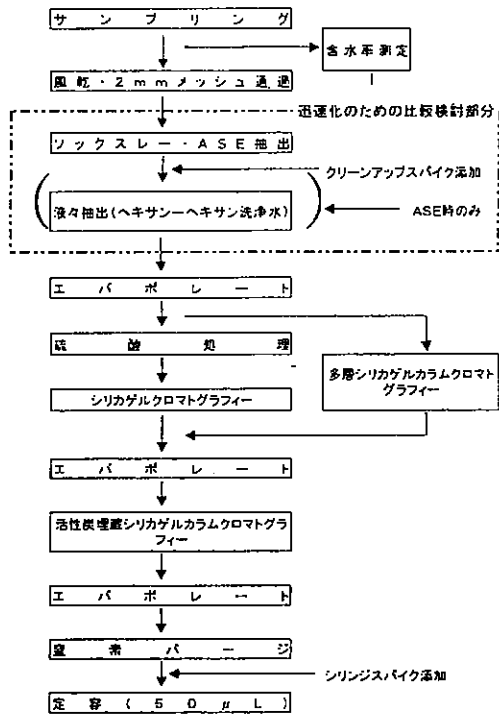 サンプリング
含水率測定
風乾・2mmメッシュ通過
迅速化のための比較検討部分
ソックスレー・ASE抽出
クリーンアップスパイク添加
液々抽出(ヘキサンーヘキサン洗浄水)
ASE時のみ
エバポレート
硫酸処理
多層シリカゲルカラムクロマト
グラフィー
シリカゲルクロマトグラフィー
エバポレート
活性炭埋蔵シリカゲルカラムクロマトグラ
フィー
エバポレート
窒素パージ
シリンジスパイク添加
定容(50μL)